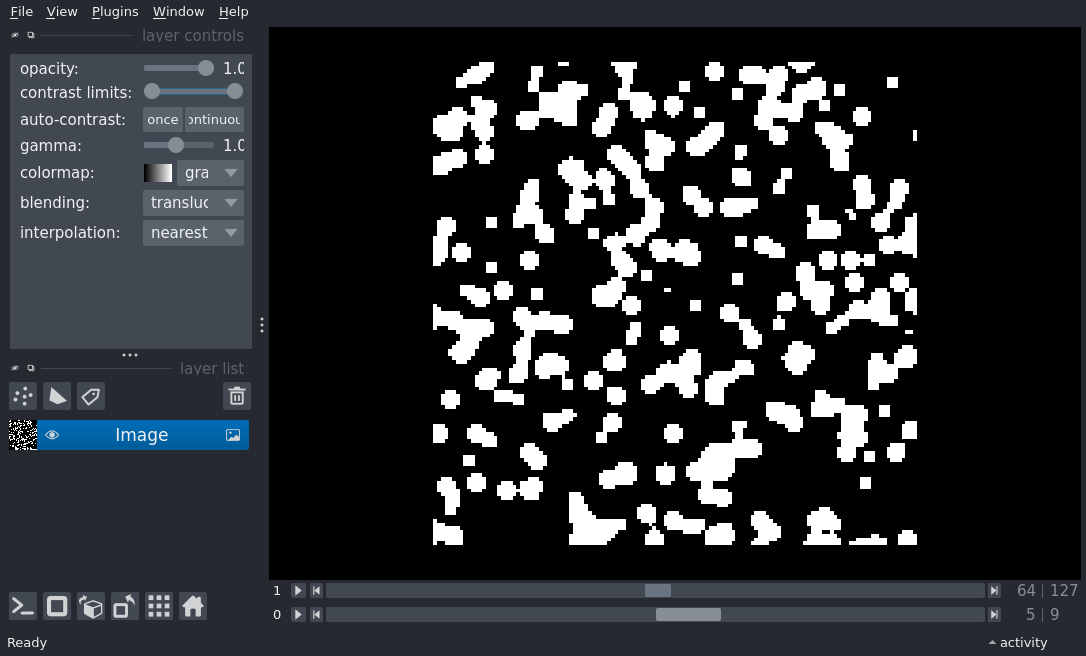 File View Plugins Window Help
layer controls
opacity: 1.0
contrast limits:
auto-contrast: once ontinuou
gamma: 1.0
colormap: gra
blending: transluc
interpolation: nearest
layer list
Image
1 64 | 127
0 5 | 9
Ready activity